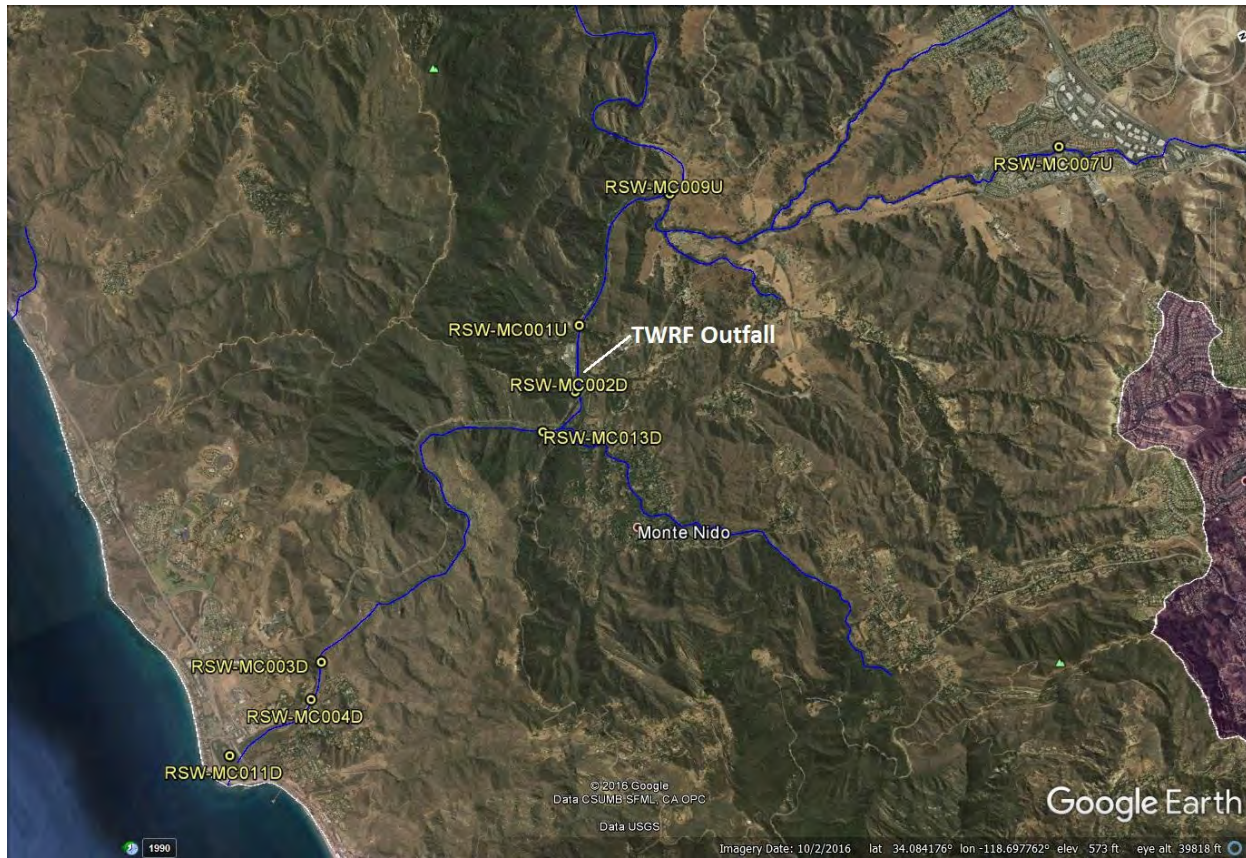 RSW-MC007U
RSW-MC009U
RSW-MC001U
TWRF Outfall
RSW-MC002D
RSW-MC013D
Monte Nido
RSW-MC003D
RSW-MC004D
RSW-MC011D
© 2016 Google
Data CSUMB SFML, CA OPC
Data USGS
Google Earth
1990
Imagery Date: 10/2/2016 lat 34.084176° lon -118.697762° elev 573 ft eye alt 39818 ft